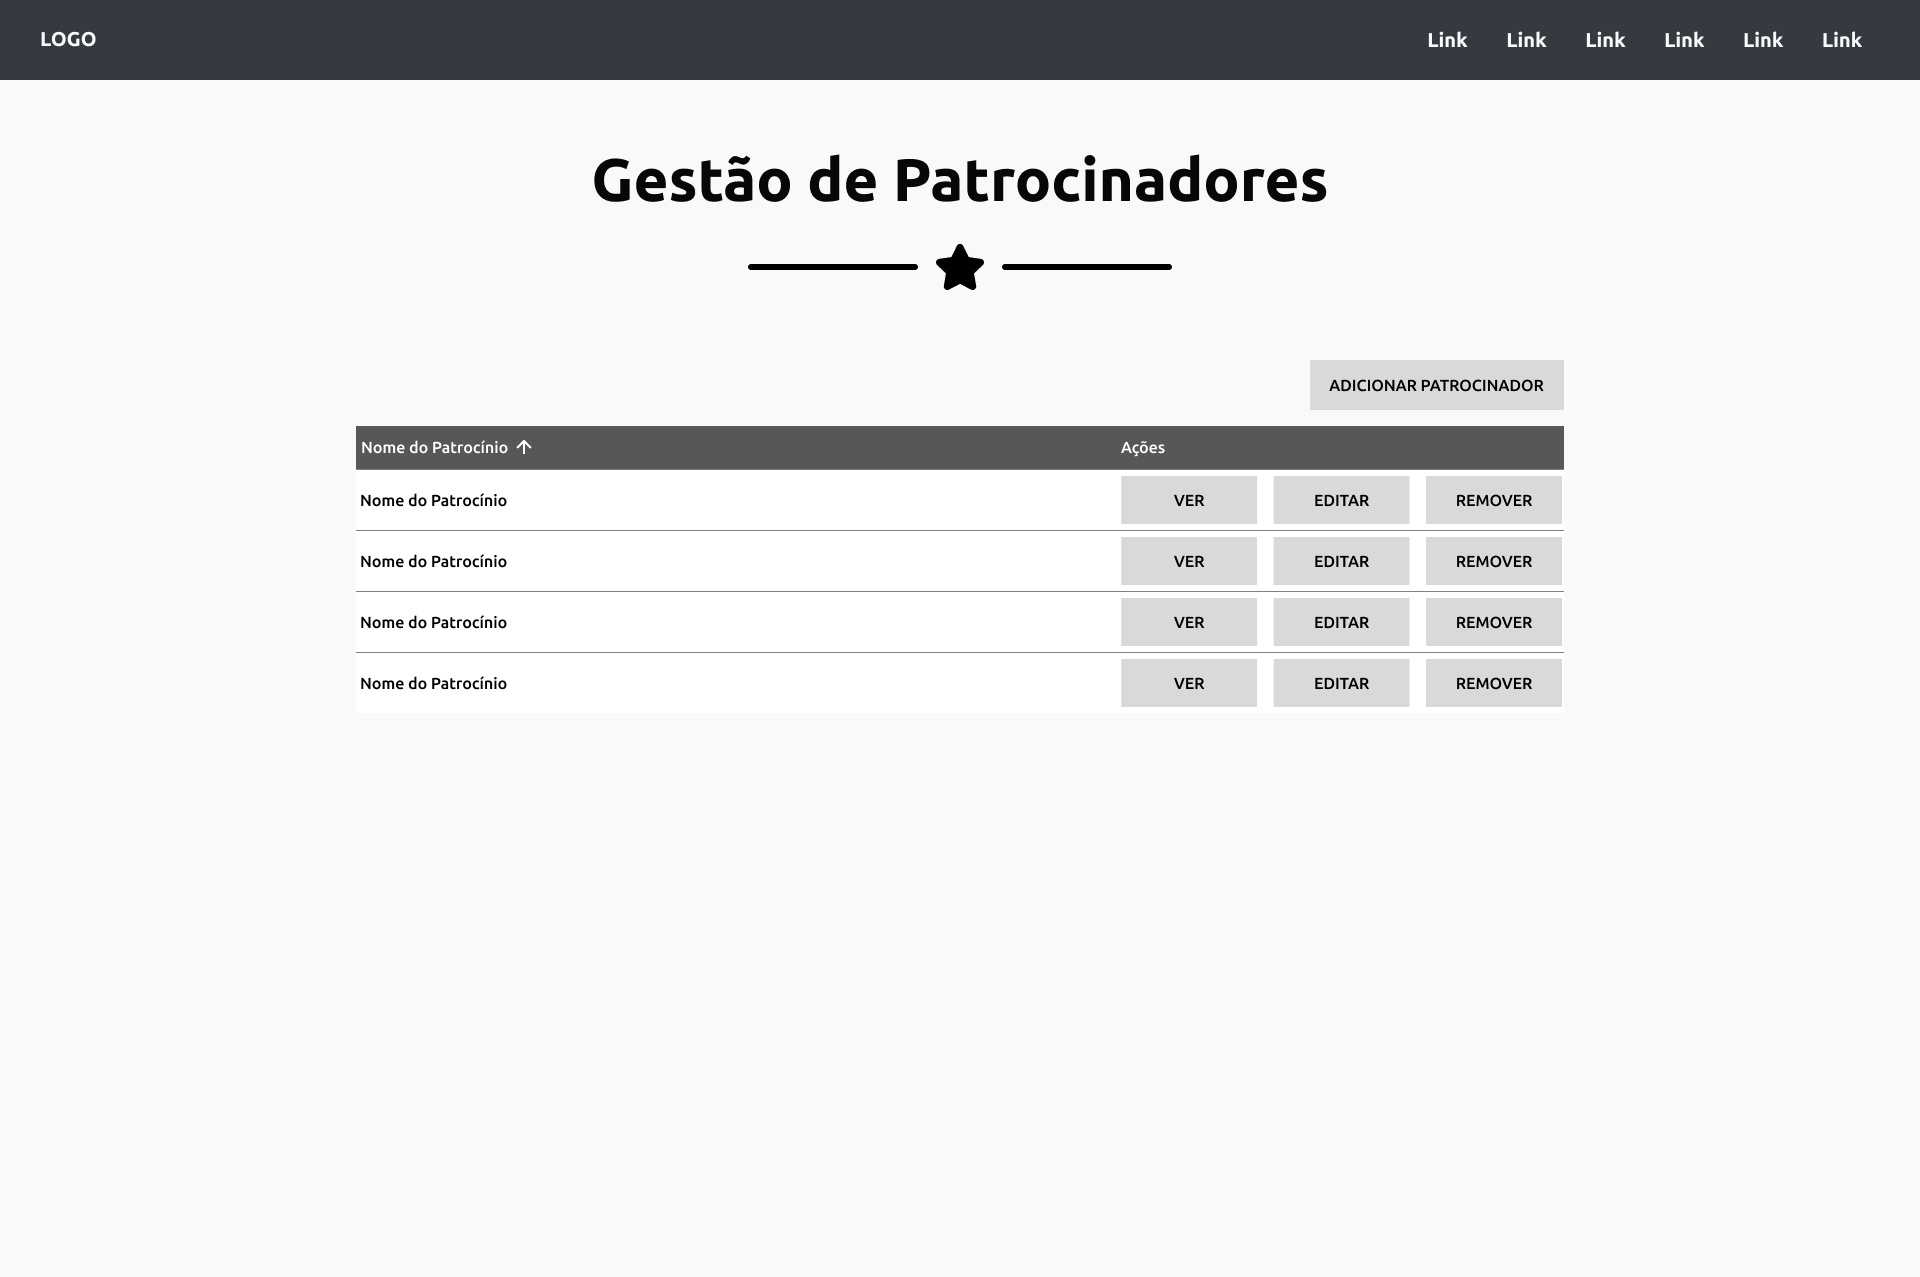 LOGO Link Link Link Link Link Link
Gestão de Patrocinadores
ADICIONAR PATROCINADOR
Nome do Patrocínio Ações
Nome do Patrocínio VER EDITAR REMOVER
Nome do Patrocínio VER EDITAR REMOVER
Nome do Patrocínio VER EDITAR REMOVER
Nome do Patrocínio VER EDITAR REMOVER